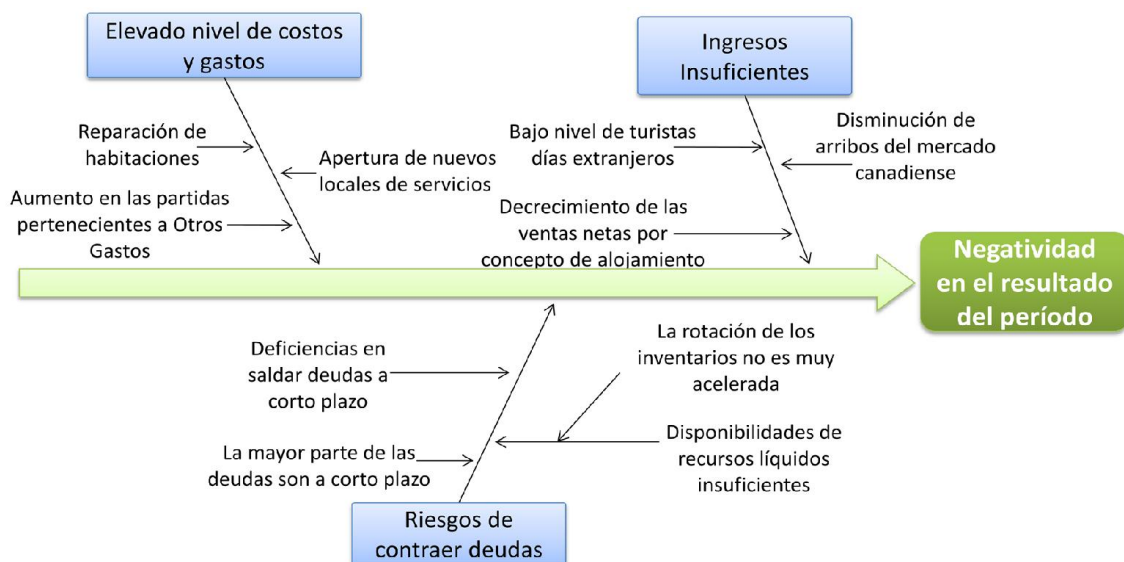 Elevado nivel de costos
y gastos
Ingresos
Insuficientes
Reparación de
habitaciones
Apertura de nuevos
locales de servicios
Aumento en las partidas
pertenecientes a Otros
Gastos
Bajo nivel de turistas
días extranjeros
Disminución de
arribos del mercado
canadiense
Decrecimiento de las
ventas netas por
concepto de alojamiento
Negatividad
en el resultado
del período
Deficiencias en
saldar deudas a
corto plazo
La rotación de los
inventarios no es muy
acelerada
La mayor parte de las
deudas son a corto plazo
Disponibilidades de
recursos líquidos
insuficientes
Riesgos de
contraer deudas